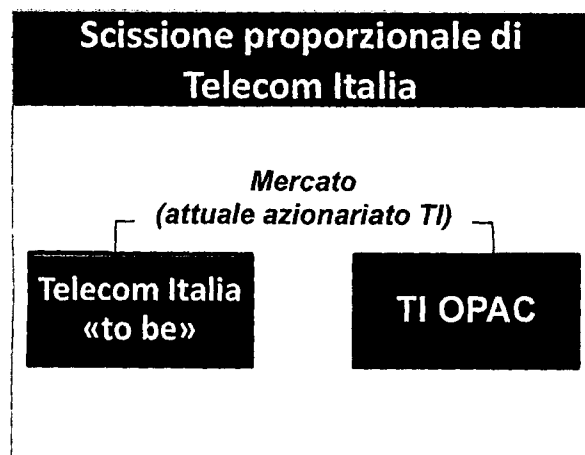 Scissione proporzionale di
Telecom Italia
Mercato
(attuale azionariato TI)
Telecom Italia
«to be»
TI OPAC